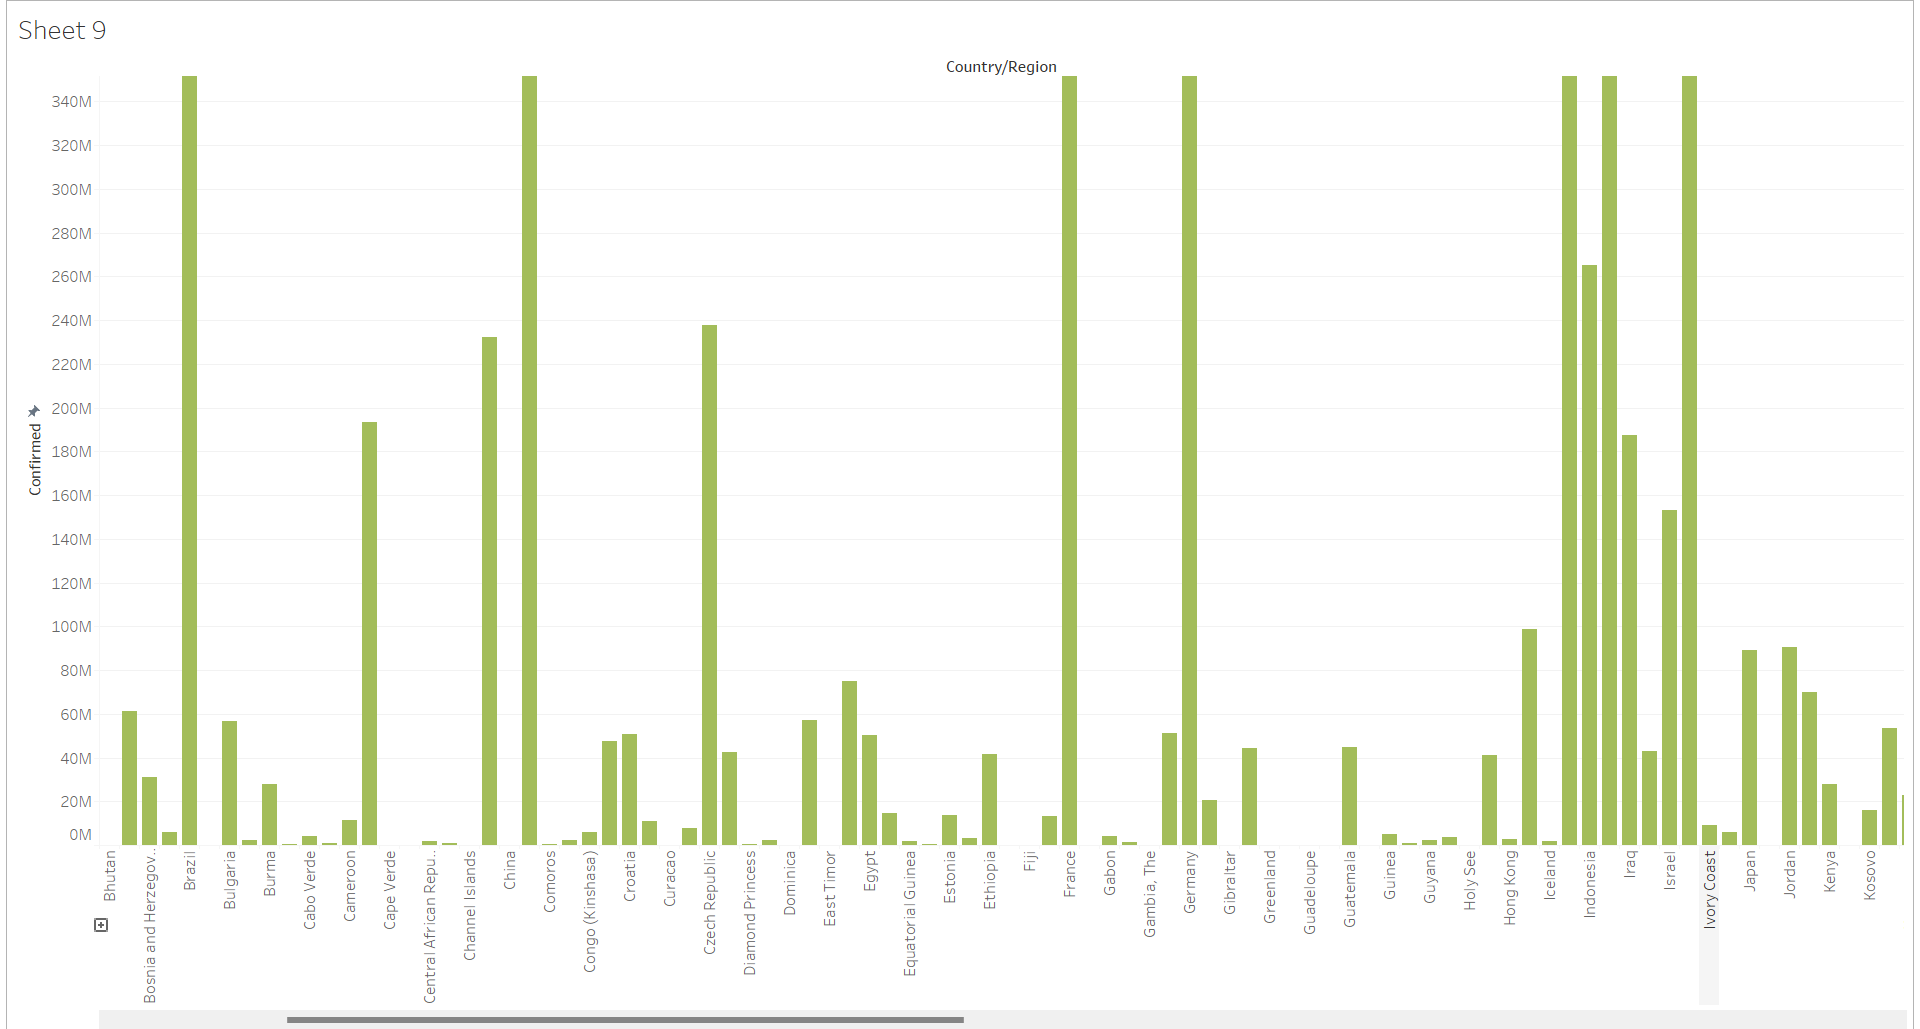 Sheet 9
Country/Region
340M
320M
300M
280M
260M
240M
220M
200M
180M
160M
140M
120M
100M
80M
60M
40M
20M
0M
Confirmed
Bhutan
Bosnia and Herzegov..
Brazil
Bulgaria
Burma
Cabo Verde
Cameroon
Cape Verde
Central African Repu..
Channel Islands
China
Comoros
Congo (Kinshasa)
Croatia
Curacao
Czech Republic
Diamond Princess
Dominica
East Timor
Egypt
Equatorial Guinea
Estonia
Ethiopia
Fiji
France
Gabon
Gambia, The
Germany
Gibraltar
Greenland
Guadeloupe
Guatemala
Guinea
Guyana
Holy See
Hong Kong
Iceland
Indonesia
Iraq
Israel
Ivory Coast
Japan
Jordan
Kenya
Kosovo